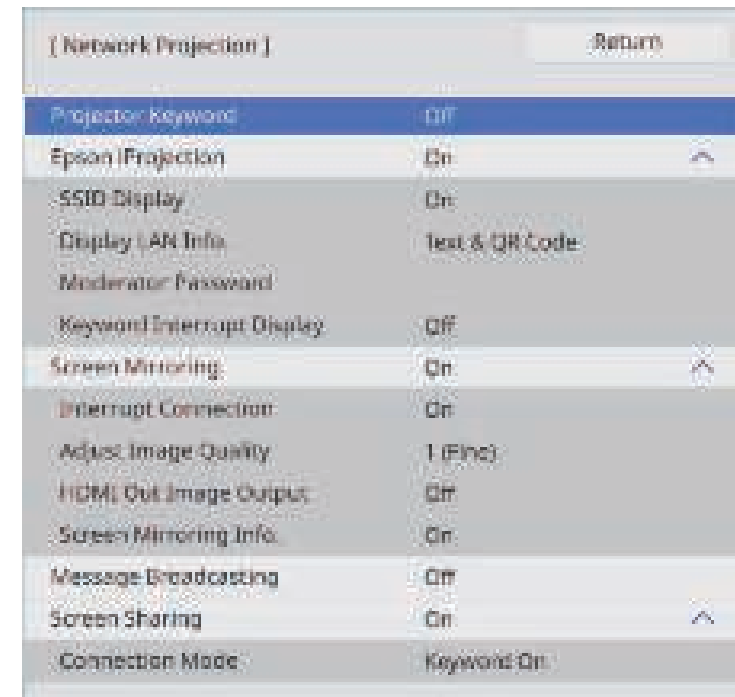 [ Network Projection ] Return
Projector Keyword Off
Epson iProjection On
SSID Display On
Display LAN Info. Text & QR Code
Moderator Password
Keyword Interrupt Display Off
Screen Mirroring On
Interrupt Connection On
Adjust Image Quality 1 (Fine)
HDMI Out Image Output Off
Screen Mirroring Info. On
Message Broadcasting Off
Screen Sharing On
Connection Mode Keyword On